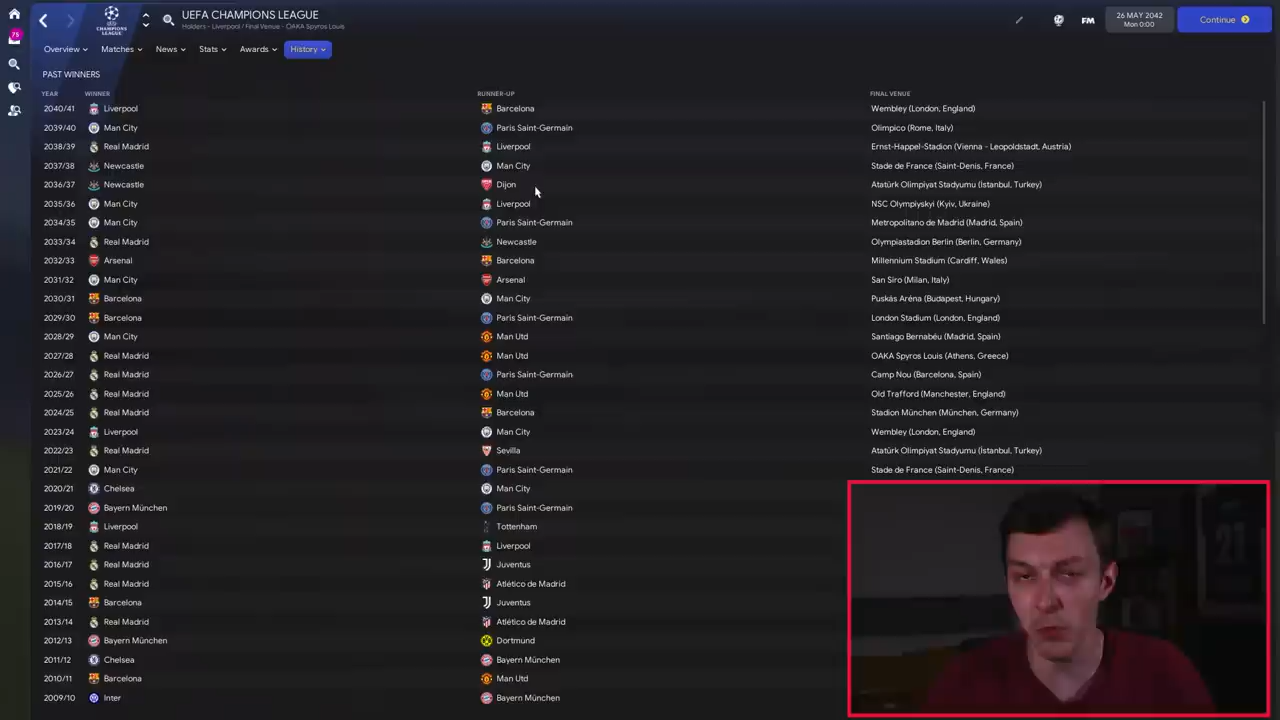 UEFA CHAMPIONS LEAGUE
Holders - Liverpool / Final Venue - OAKA Spyros Louis
FM
26 MAY 2042
Mon 0:00
Continue
75
Overview
Matches
News
Stats
Awards
History
PAST WINNERS
YEAR WINNER RUNNER-UP FINAL VENUE
2040/41 Liverpool Barcelona Wembley (London, England)
2039/40 Man City Paris Saint-Germain Olimpico (Rome, Italy)
2038/39 Real Madrid Liverpool Ernst-Happel-Stadion (Vienna - Leopoldstadt, Austria)
2037/38 Newcastle Man City Stade de France (Saint-Denis, France)
2036/37 Newcastle Dijon Atatürk Olimpiyat Stadyumu (İstanbul, Turkey)
2035/36 Man City Liverpool NSC Olympiyskyi (Kyiv, Ukraine)
2034/35 Man City Paris Saint-Germain Metropolitano de Madrid (Madrid, Spain)
2033/34 Real Madrid Newcastle Olympiastadion Berlin (Berlin, Germany)
2032/33 Arsenal Barcelona Millennium Stadium (Cardiff, Wales)
2031/32 Man City Arsenal San Siro (Milan, Italy)
2030/31 Barcelona Man City Puskás Aréna (Budapest, Hungary)
2029/30 Barcelona Paris Saint-Germain London Stadium (London, England)
2028/29 Man City Man Utd Santiago Bernabéu (Madrid, Spain)
2027/28 Real Madrid Man Utd OAKA Spyros Louis (Athens, Greece)
2026/27 Real Madrid Paris Saint-Germain Camp Nou (Barcelona, Spain)
2025/26 Real Madrid Man Utd Old Trafford (Manchester, England)
2024/25 Real Madrid Barcelona Stadion München (München, Germany)
2023/24 Liverpool Man City Wembley (London, England)
2022/23 Real Madrid Sevilla Atatürk Olimpiyat Stadyumu (İstanbul, Turkey)
2021/22 Man City Paris Saint-Germain Stade de France (Saint-Denis, France)
2020/21 Chelsea Man City
2019/20 Bayern München Paris Saint-Germain
2018/19 Liverpool Tottenham
2017/18 Real Madrid Liverpool
2016/17 Real Madrid Juventus
2015/16 Real Madrid Atlético de Madrid
2014/15 Barcelona Juventus
2013/14 Real Madrid Atlético de Madrid
2012/13 Bayern München Dortmund
2011/12 Chelsea Bayern München
2010/11 Barcelona Man Utd
2009/10 Inter Bayern München